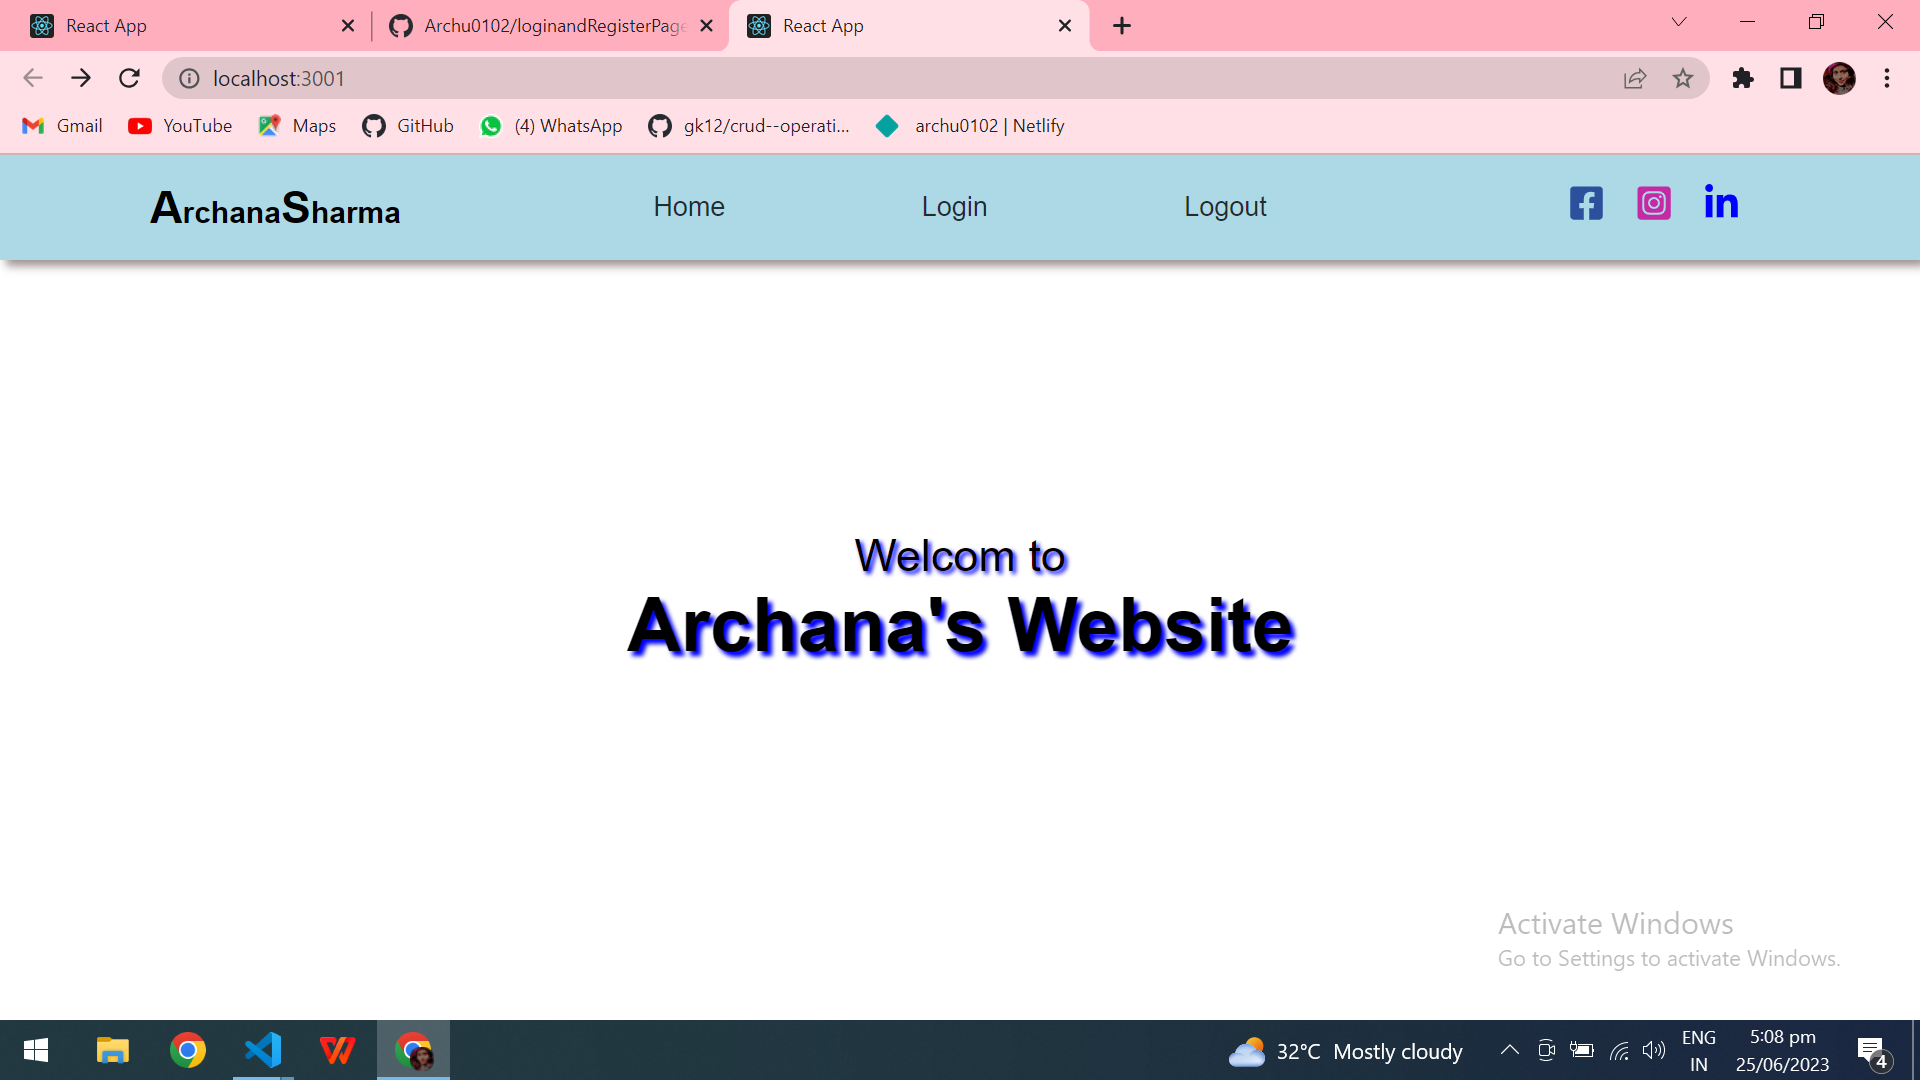 React App
Archu0102/loginandRegisterPage
React App
localhost:3001
Gmail YouTube Maps GitHub (4) WhatsApp gk12/crud--operati... archu0102 | Netlify
ArchanaSharma Home Login Logout
Welcom to
Archana's Website
Activate Windows
Go to Settings to activate Windows.
32°C Mostly cloudy
ENG
IN
5:08 pm
25/06/2023
4